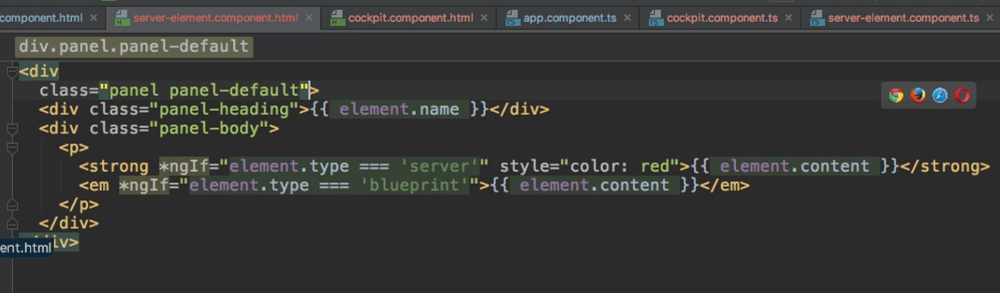 component.html × server-element.component.html × cockpit.component.html × app.component.ts × cockpit.component.ts × server-element.component.ts ×
div.panel.panel-default
<div
class="panel panel-default">
<div class="panel-heading">{{ element.name }}</div>
<div class="panel-body">
<p>
<strong *ngIf="element.type === 'server'" style="color: red">{{ element.content }}</strong>
<em *ngIf="element.type === 'blueprint'">{{ element.content }}</em>
</p>
</div>
ent.html iv>